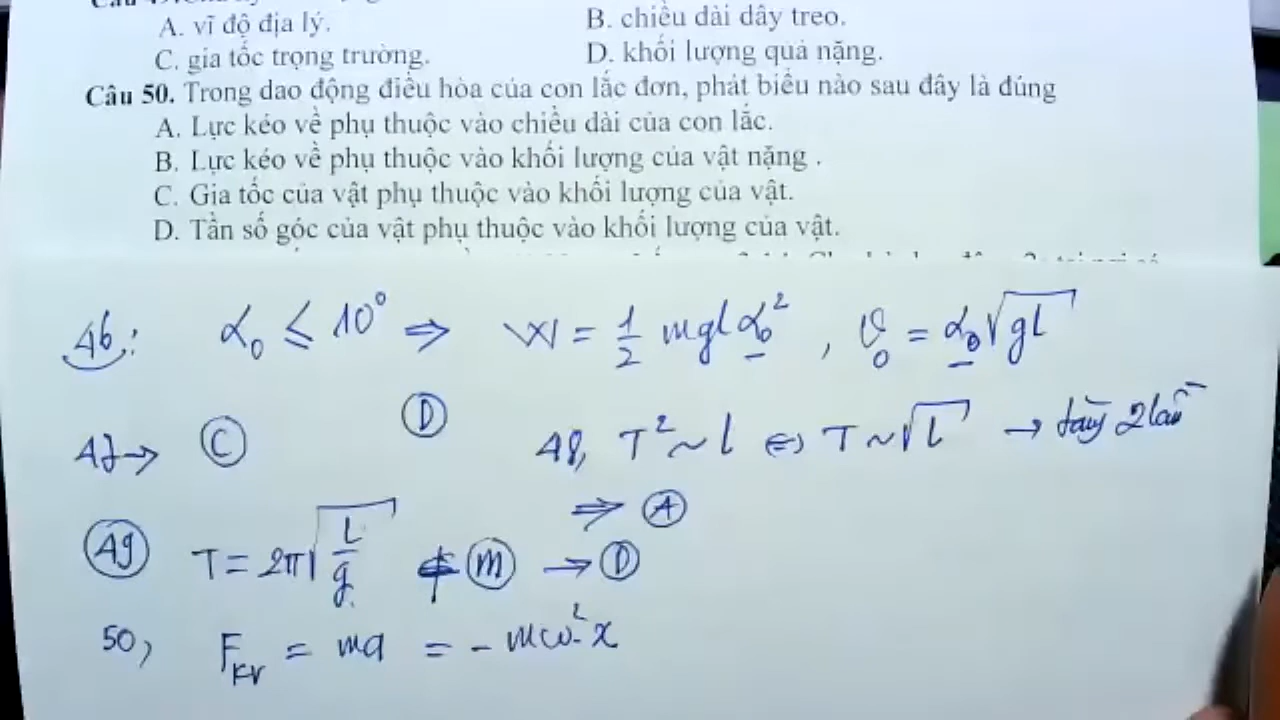 A. vĩ độ địa lý. B. chiều dài dây treo.
C. gia tốc trọng trường. D. khối lượng quả nặng.
Câu 50. Trong dao động điều hòa của con lắc đơn, phát biểu nào sau đây là đúng
A. Lực kéo về phụ thuộc vào chiều dài của con lắc.
B. Lực kéo về phụ thuộc vào khối lượng của vật nặng .
C. Gia tốc của vật phụ thuộc vào khối lượng của vật.
D. Tần số góc của vật phụ thuộc vào khối lượng của vật.
46: α₀ ≤ 10° ⇒ W = 1/2 mglα₀² , v₀ = α₀√gl
D
47 → C 48, T² ~ l ⇔ T ~ √l → tăng 2 lần
⇒ A
49 T = 2π√(l/g) ∉ m → D
50, Fkv = ma = -mω²x